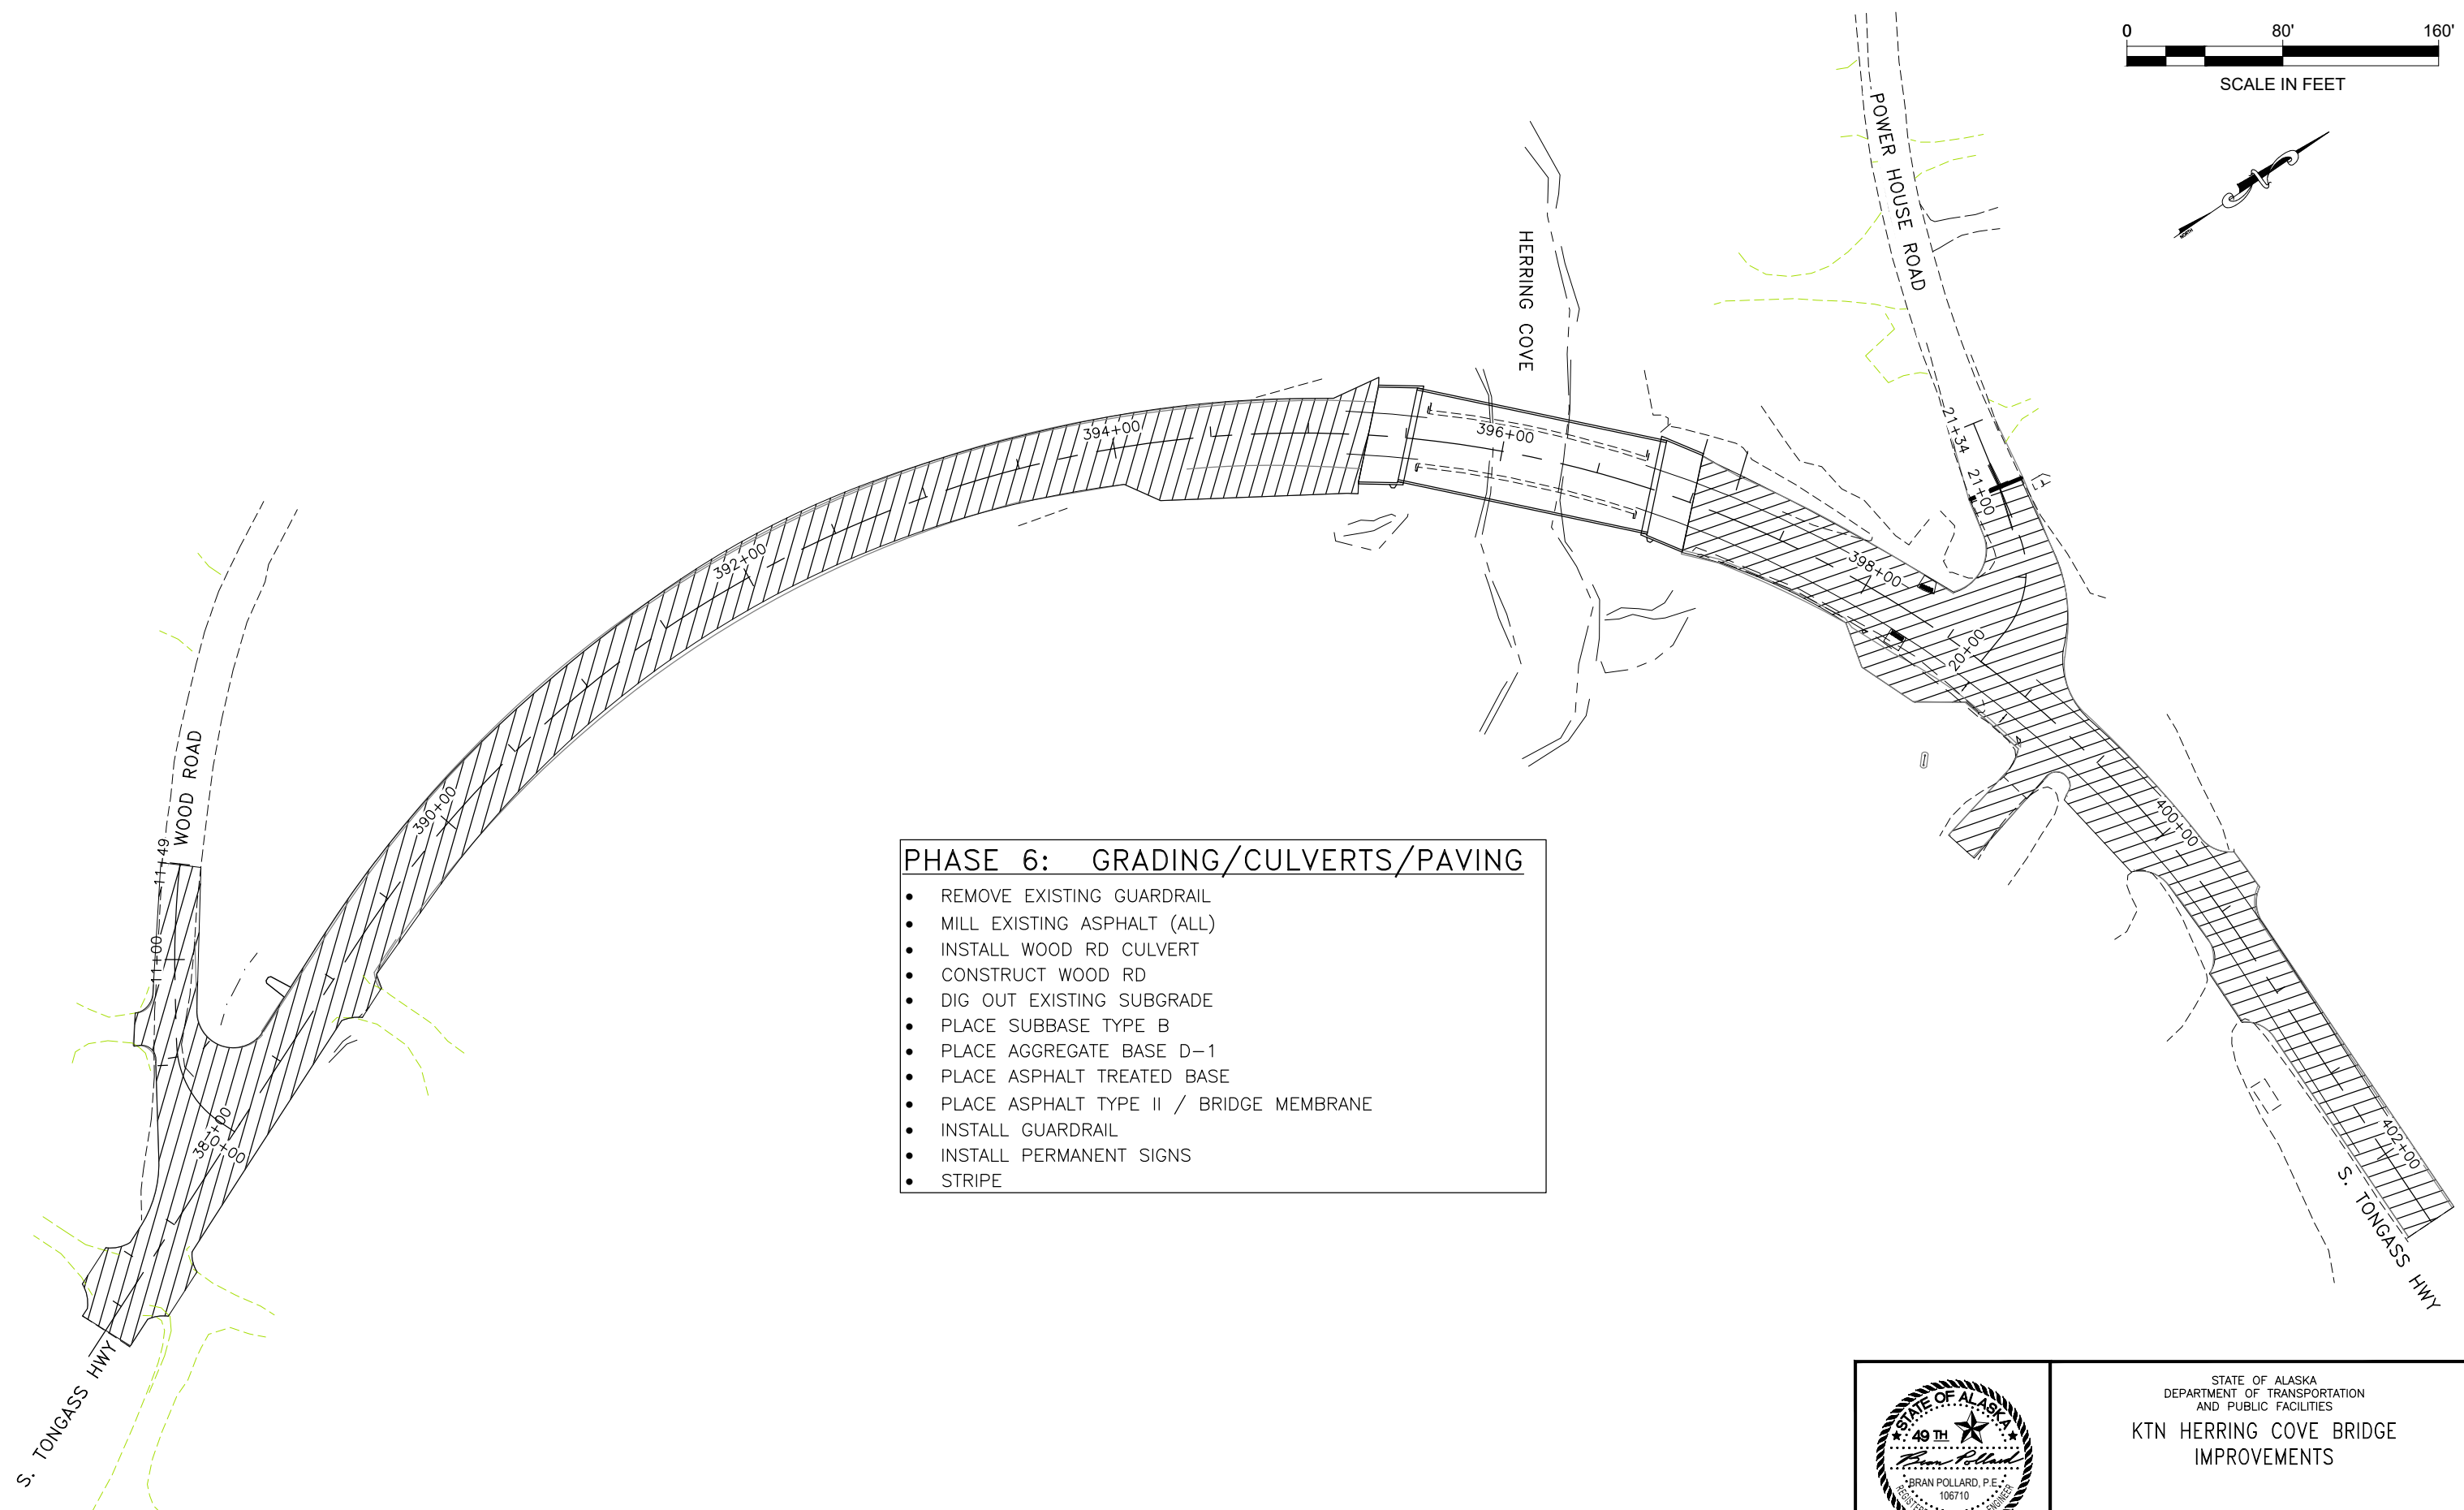 0 80' 160'
SCALE IN FEET
NORTH
POWER HOUSE ROAD
HERRING COVE
21+34
21+00
394+00
396+00
392+00
398+00
20+00
390+00
400+00
WOOD ROAD
11+49
11+00
10+00
402+00
S. TONGASS HWY
S. TONGASS HWY
PHASE 6: GRADING/CULVERTS/PAVING
• REMOVE EXISTING GUARDRAIL
• MILL EXISTING ASPHALT (ALL)
• INSTALL WOOD RD CULVERT
• CONSTRUCT WOOD RD
• DIG OUT EXISTING SUBGRADE
• PLACE SUBBASE TYPE B
• PLACE AGGREGATE BASE D-1
• PLACE ASPHALT TREATED BASE
• PLACE ASPHALT TYPE II / BRIDGE MEMBRANE
• INSTALL GUARDRAIL
• INSTALL PERMANENT SIGNS
• STRIPE
STATE OF ALASKA
49 TH
Bran Pollard
BRAN POLLARD, P.E.
106710
STATE OF ALASKA
DEPARTMENT OF TRANSPORTATION
AND PUBLIC FACILITIES
KTN HERRING COVE BRIDGE
IMPROVEMENTS